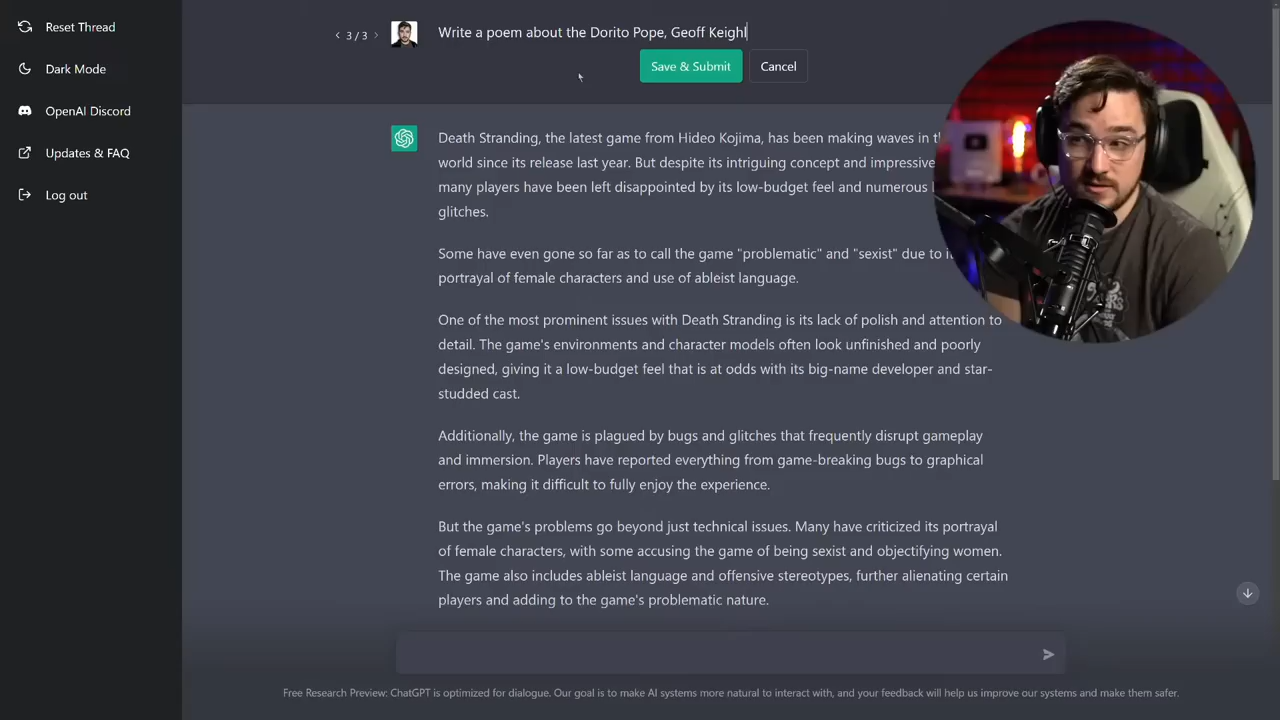 Reset Thread
Dark Mode
OpenAI Discord
Updates & FAQ
Log out
< 3 / 3 >
Write a poem about the Dorito Pope, Geoff Keighl
Save & Submit
Cancel
Death Stranding, the latest game from Hideo Kojima, has been making waves in
world since its release last year. But despite its intriguing concept and impressive
many players have been left disappointed by its low-budget feel and numerous
glitches.
Some have even gone so far as to call the game "problematic" and "sexist" due to
portrayal of female characters and use of ableist language.
One of the most prominent issues with Death Stranding is its lack of polish and attention to
detail. The game's environments and character models often look unfinished and poorly
designed, giving it a low-budget feel that is at odds with its big-name developer and star-
studded cast.
Additionally, the game is plagued by bugs and glitches that frequently disrupt gameplay
and immersion. Players have reported everything from game-breaking bugs to graphical
errors, making it difficult to fully enjoy the experience.
But the game's problems go beyond just technical issues. Many have criticized its portrayal
of female characters, with some accusing the game of being sexist and objectifying women.
The game also includes ableist language and offensive stereotypes, further alienating certain
players and adding to the game's problematic nature.
Free Research Preview: ChatGPT is optimized for dialogue. Our goal is to make AI systems more natural to interact with, and your feedback will help us improve our systems and make them safer.